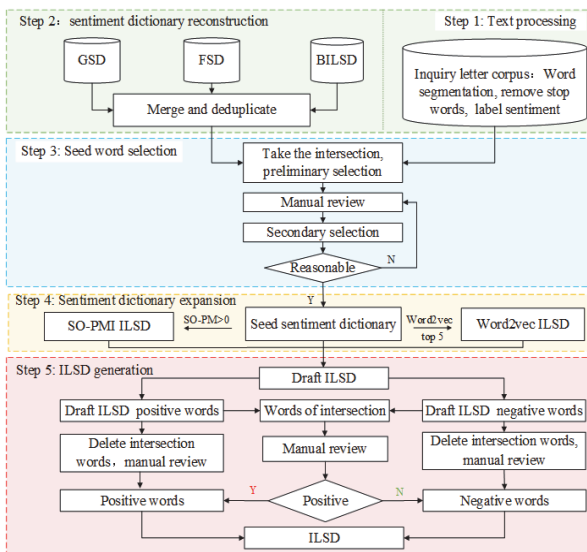 Step 2：sentiment dictionary reconstruction
Step 1: Text processing
GSD
FSD
BILSD
Merge and deduplicate
Inquiry letter corpus：Word
segmentation, remove stop
words, label sentiment
Step 3: Seed word selection
Take the intersection,
preliminary selection
Manual review
Secondary selection
Reasonable
N
Y
Step 4: Sentiment dictionary expansion
SO-PMI ILSD
SO-PM>0
Seed sentiment dictionary
Word2vec
top 5
Word2vec ILSD
Step 5: ILSD generation
Draft ILSD
Draft ILSD positive words
Words of intersection
Draft ILSD negative words
Delete intersection
words，manual review
Manual review
Delete intersection words,
manual review
Positive words
Y
Positive
N
Negative words
ILSD